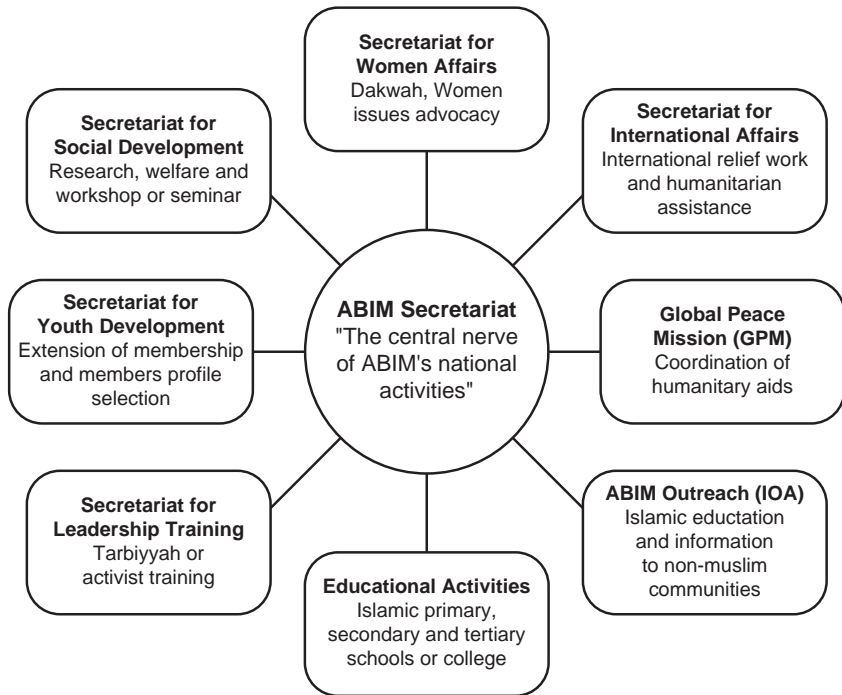 Secretariat for
Women Affairs
Dakwah, Women
issues advocacy
Secretariat for
International Affairs
International relief work
and humanitarian
assistance
Global Peace
Mission (GPM)
Coordination of
humanitary aids
ABIM Outreach (IOA)
Islamic eductation
and information
to non-muslim
communities
Educational Activities
Islamic primary,
secondary and tertiary
schools or college
Secretariat for
Leadership Training
Tarbiyyah or
activist training
Secretariat for
Youth Development
Extension of membership
and members profile
selection
Secretariat for
Social Development
Research, welfare and
workshop or seminar
ABIM Secretariat
"The central nerve
of ABIM's national
activities"